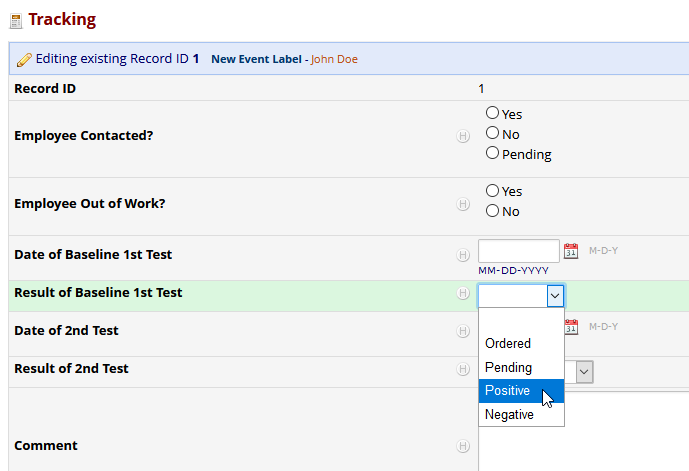 Tracking
Editing existing Record ID 1 New Event Label - John Doe
Record ID 1
Employee Contacted? H Yes
No
Pending
Employee Out of Work? H Yes
No
Date of Baseline 1st Test H 31 M-D-Y
MM-DD-YYYY
Result of Baseline 1st Test H
Date of 2nd Test H 31 M-D-Y
Ordered
Result of 2nd Test H Pending
Positive
Negative
Comment H